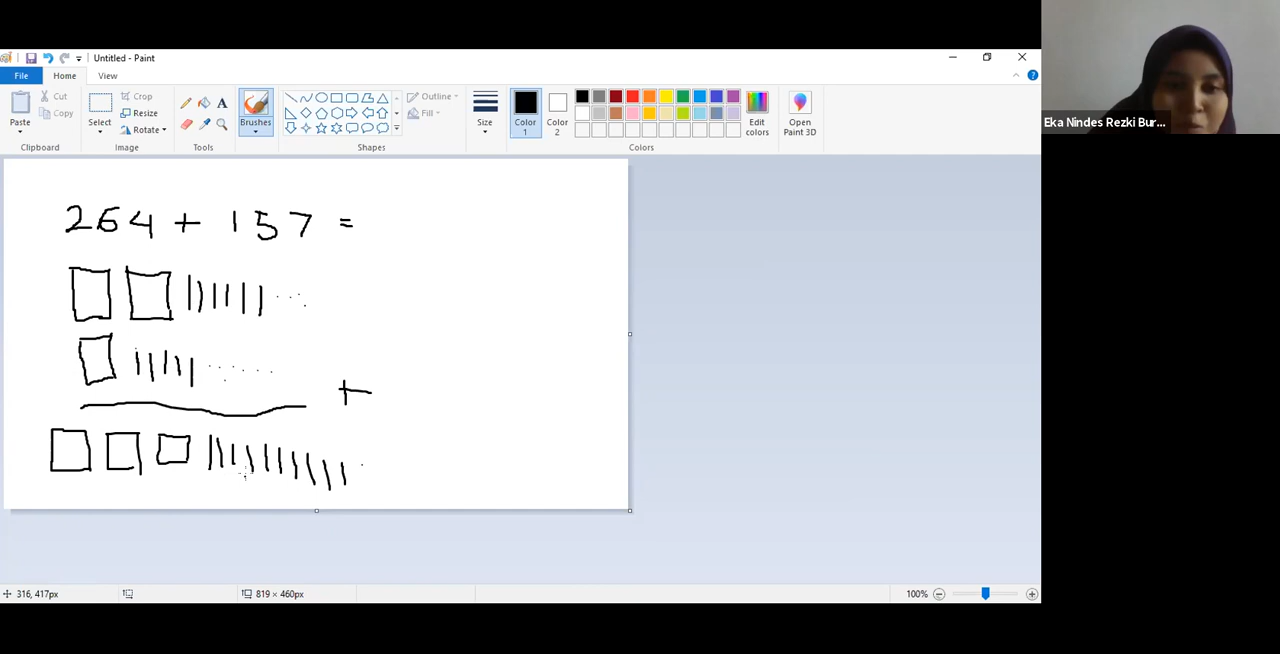 Untitled - Paint
File Home View
Paste
Cut
Copy
Clipboard
Select
Crop
Resize
Rotate
Image
A
Tools
Brushes
Outline
Fill
Shapes
Size
Color 1
Color 2
Edit colors
Colors
Open Paint 3D
Eka Nindes Rezki Bur...
264 + 157 =
+
316, 417px
819 × 460px
100%